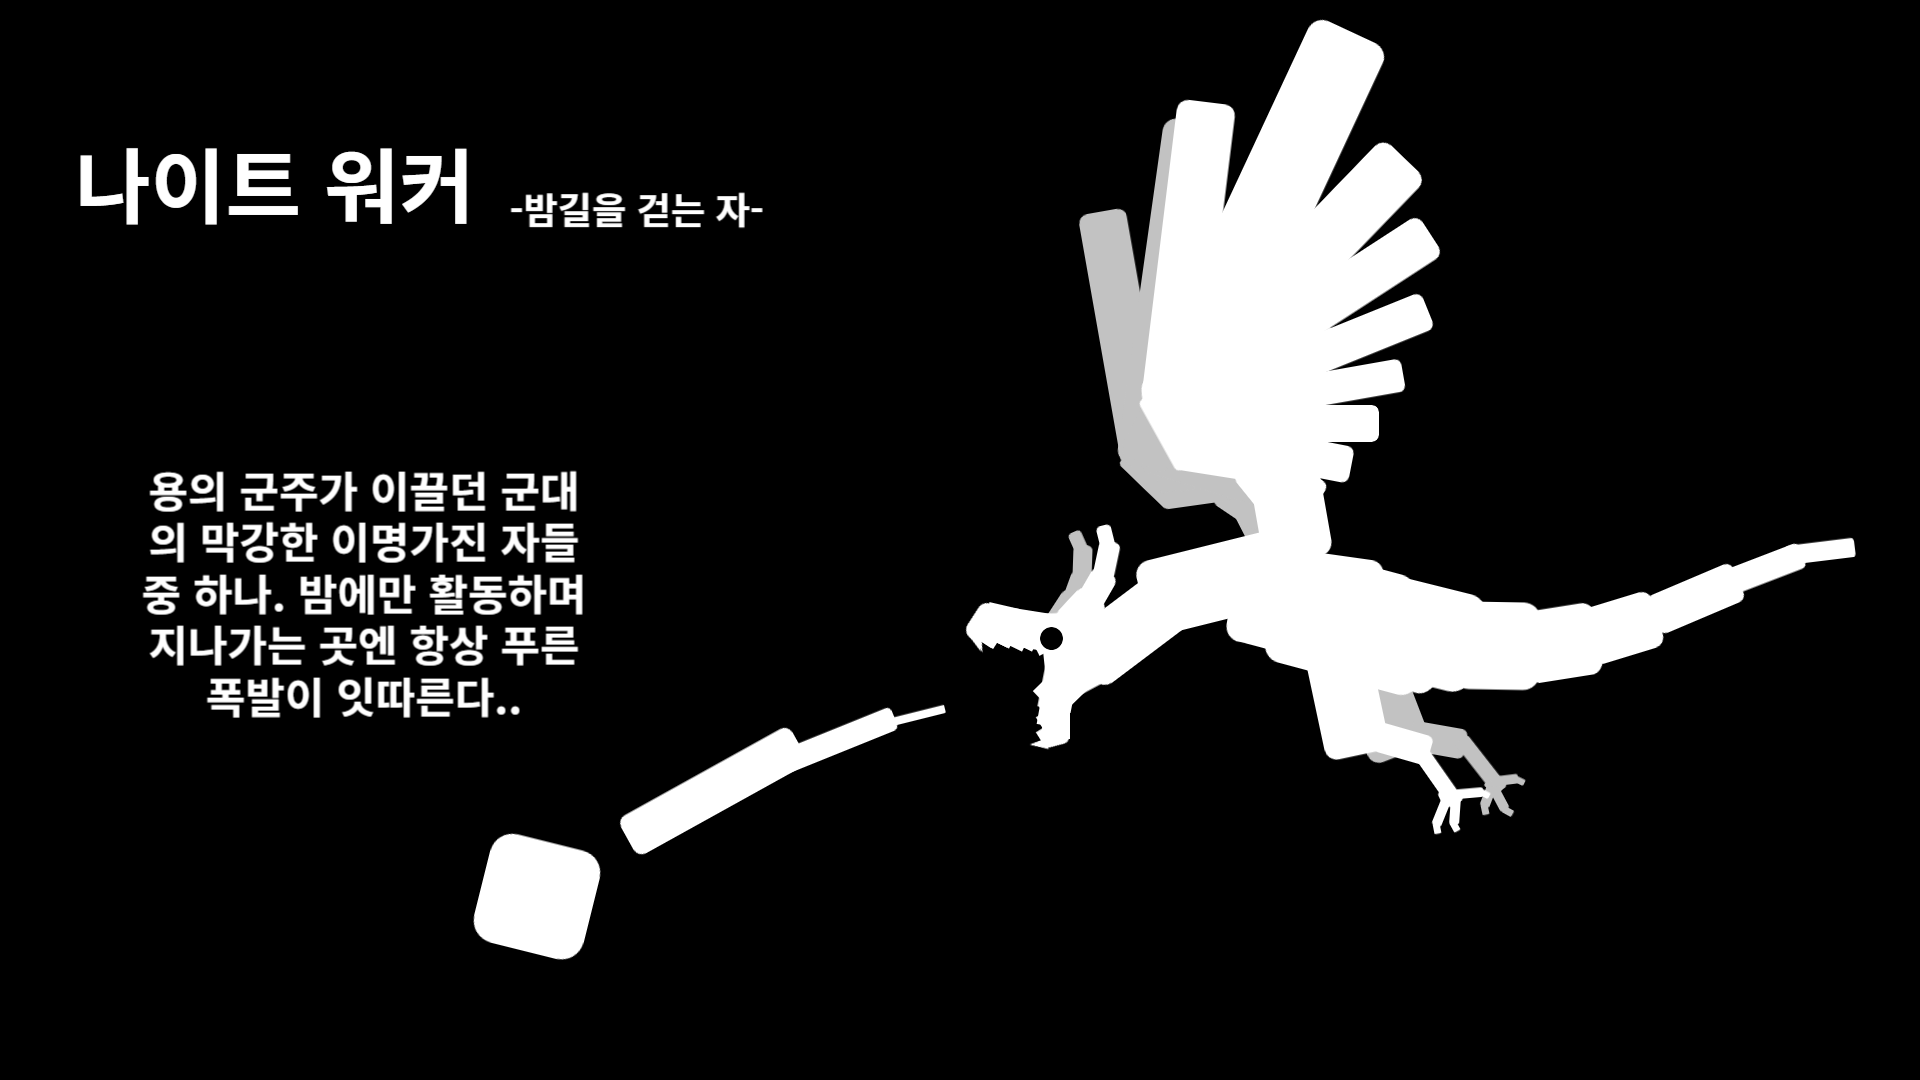 나이트 워커 -밤길을 걷는 자-
용의 군주가 이끌던 군대
의 막강한 이명가진 자들
중 하나. 밤에만 활동하며
지나가는 곳엔 항상 푸른
폭발이 잇따른다..